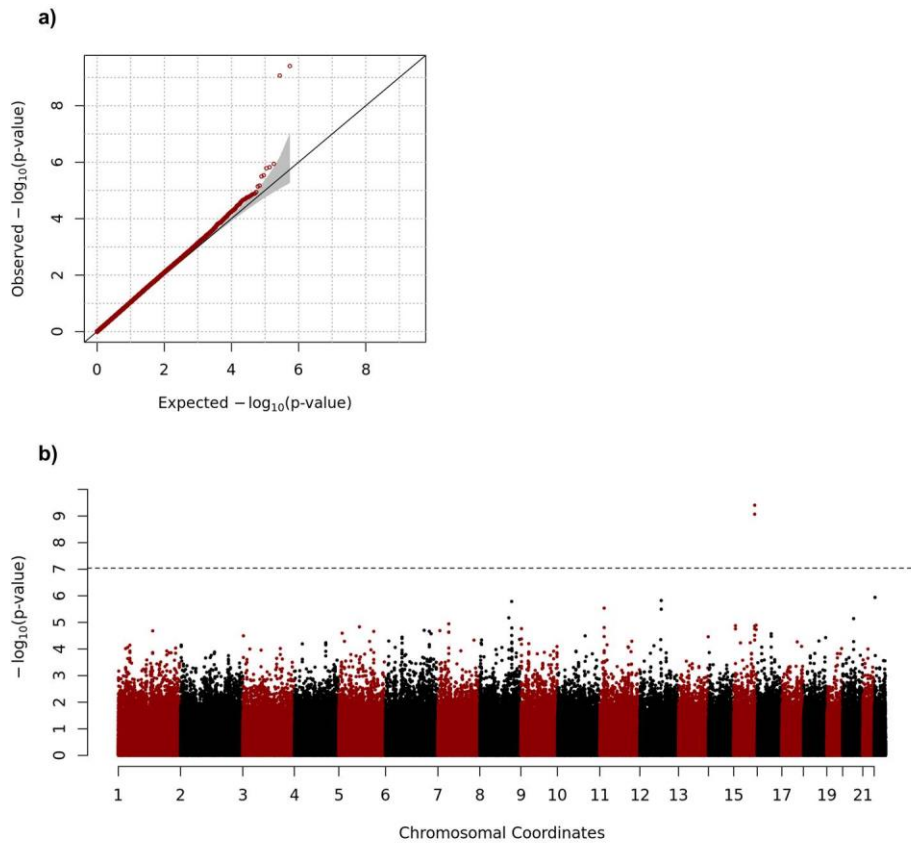 a)
8
6
4
2
0
Observed −log10(p-value)
0 2 4 6 8
Expected −log10(p-value)
b)
9
8
7
6
5
4
3
2
1
0
−log10(p-value)
1 2 3 4 5 6 7 8 9 10 11 12 13 15 17 19 21
Chromosomal Coordinates